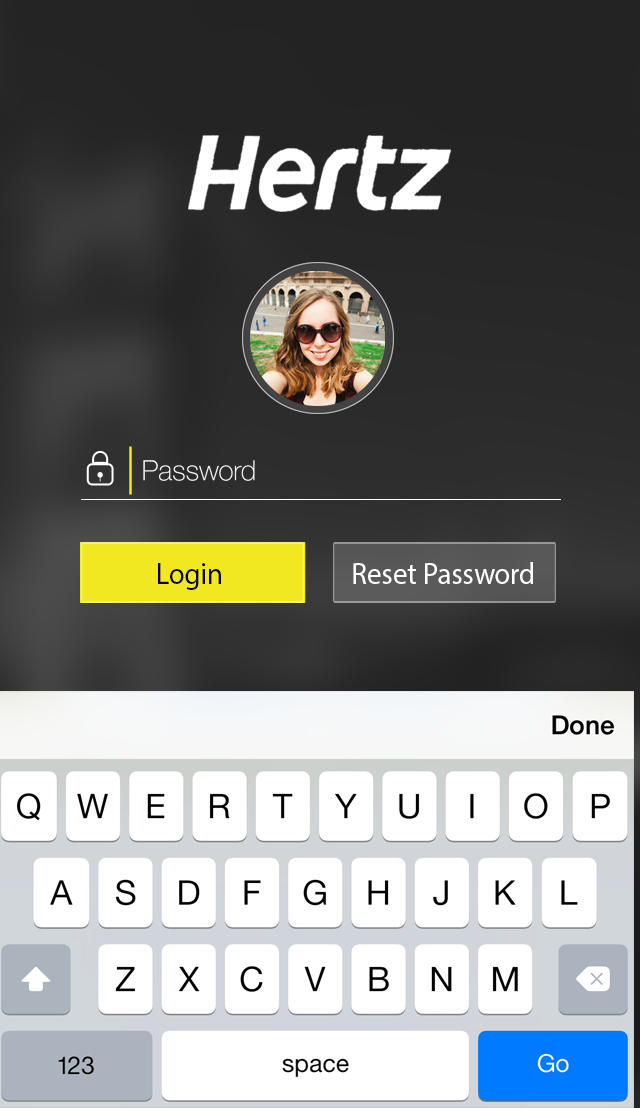 Hertz
Password
Login Reset Password
Done
Q W E R T Y U I O P
A S D F G H J K L
Z X C V B N M
123 space Go